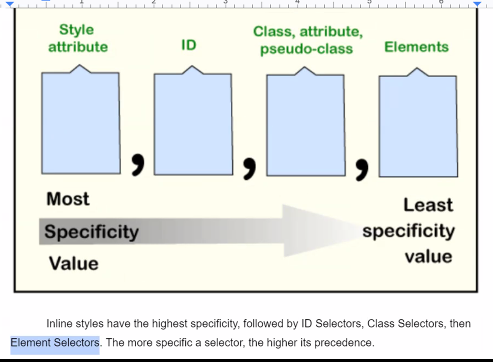 Style
attribute
ID
Class, attribute,
pseudo-class
Elements
, , ,
Most
Specificity
Value
Least
specificity
value
Inline styles have the highest specificity, followed by ID Selectors, Class Selectors, then
Element Selectors. The more specific a selector, the higher its precedence.